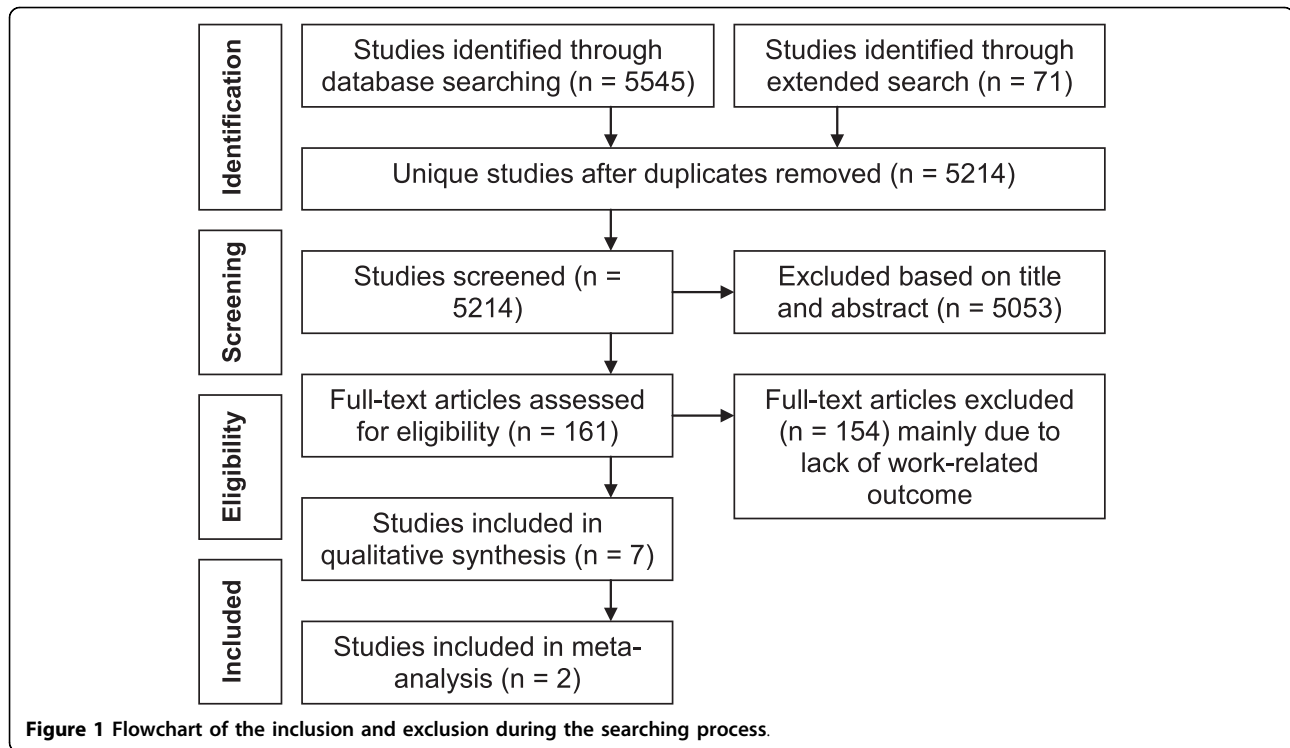 Identification
Studies identified through
database searching (n = 5545)
Studies identified through
extended search (n = 71)
Unique studies after duplicates removed (n = 5214)
Screening
Studies screened (n =
5214)
Excluded based on title
and abstract (n = 5053)
Eligibility
Full-text articles assessed
for eligibility (n = 161)
Full-text articles excluded
(n = 154) mainly due to
lack of work-related
outcome
Studies included in
qualitative synthesis (n = 7)
Included
Studies included in meta-
analysis (n = 2)
Figure 1 Flowchart of the inclusion and exclusion during the searching process.